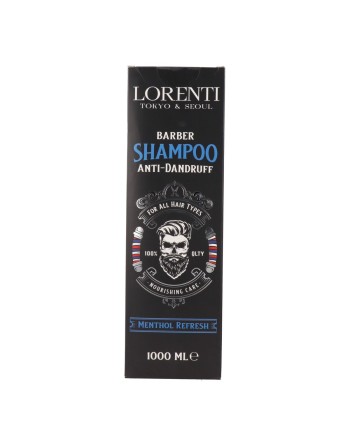 LORENTI
TOKYO & SEOUL
BARBER
SHAMPOO
ANTI-DANDRUFF
FOR ALL HAIR TYPES
100% QLTY
NOURISHING CARE
MENTHOL REFRESH
1000 ML ℮